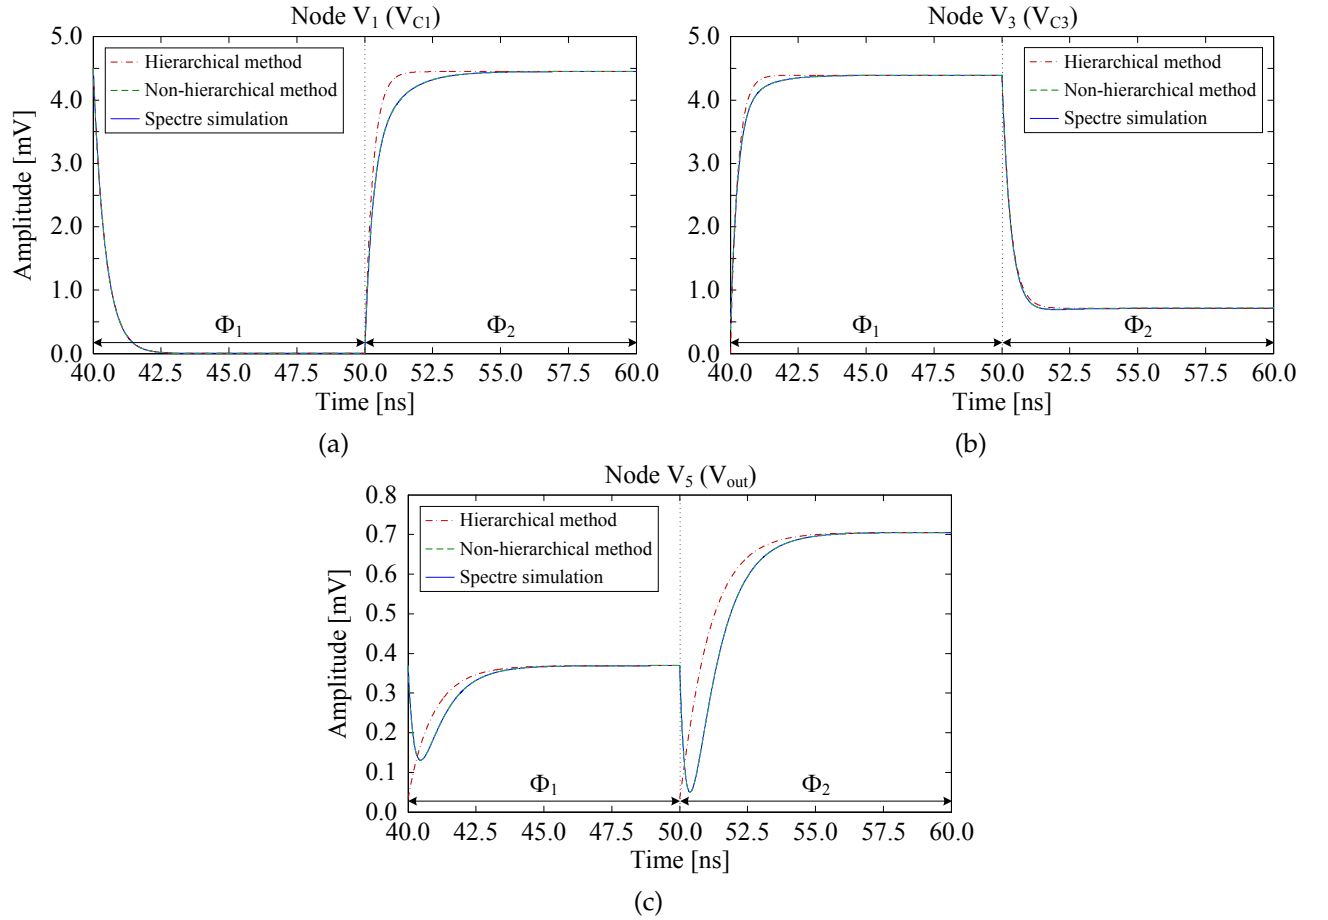 Node V1 (VC1)
5.0
4.0
3.0
2.0
1.0
0.0
Amplitude [mV]
Hierarchical method
Non-hierarchical method
Spectre simulation
Φ1
Φ2
40.0 42.5 45.0 47.5 50.0 52.5 55.0 57.5 60.0
Time [ns]
(a)
Node V3 (VC3)
5.0
4.0
3.0
2.0
1.0
0.0
Hierarchical method
Non-hierarchical method
Spectre simulation
Φ1
Φ2
40.0 42.5 45.0 47.5 50.0 52.5 55.0 57.5 60.0
Time [ns]
(b)
Node V5 (Vout)
0.8
0.7
0.6
0.5
0.4
0.3
0.2
0.1
0.0
Amplitude [mV]
Hierarchical method
Non-hierarchical method
Spectre simulation
Φ1
Φ2
40.0 42.5 45.0 47.5 50.0 52.5 55.0 57.5 60.0
Time [ns]
(c)